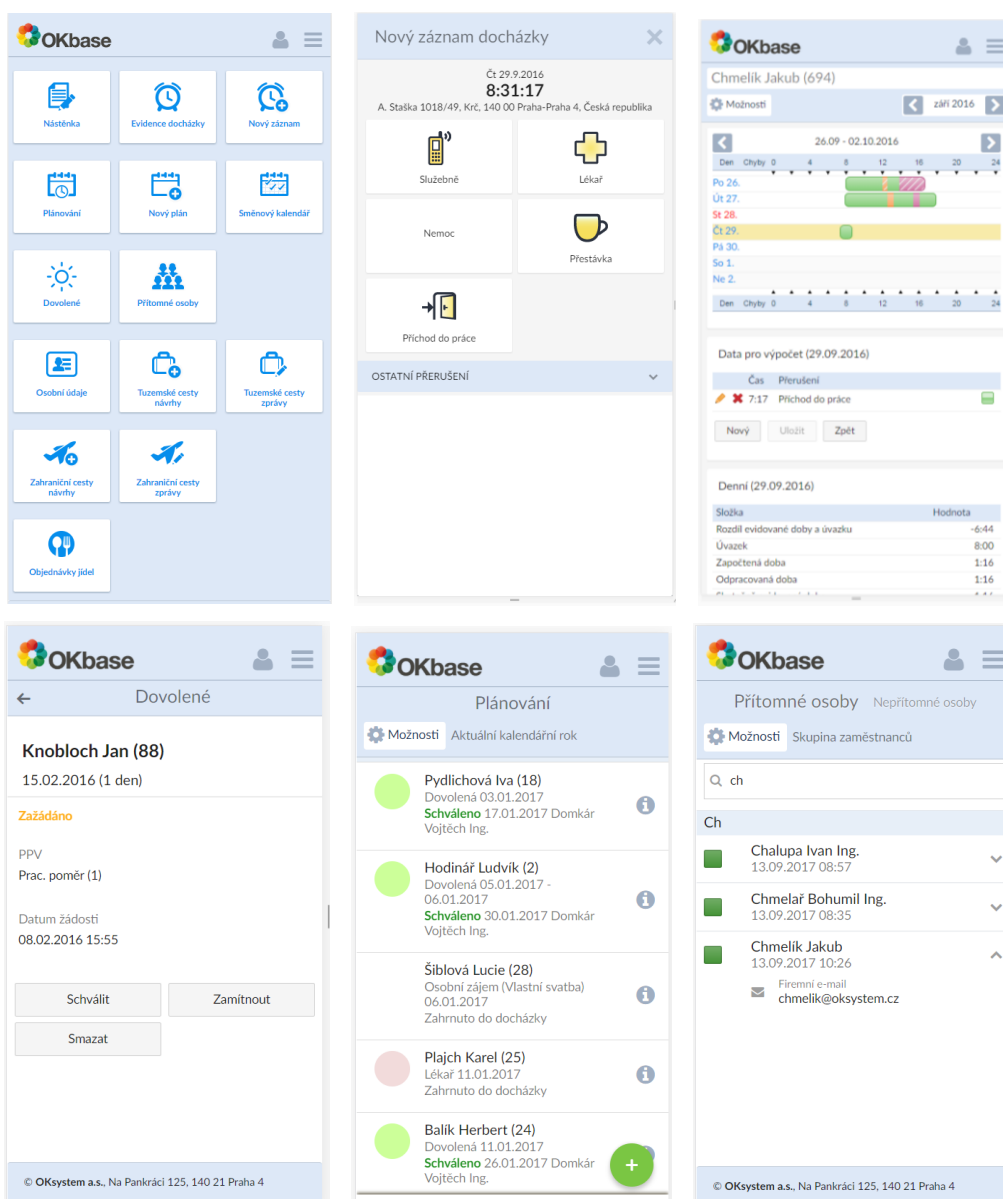 OKbase
Nástěnka
Evidence docházky
Nový záznam
Plánování
Nový plán
Směnový kalendář
Dovolené
Přítomné osoby
Osobní údaje
Tuzemské cesty
návrhy
Tuzemské cesty
zprávy
Zahraniční cesty
návrhy
Zahraniční cesty
zprávy
Objednávky jídel
Nový záznam docházky
Čt 29.9.2016
8:31:17
A. Staška 1018/49, Krč, 140 00 Praha-Praha 4, Česká republika
Služebně
Lékař
Nemoc
Přestávka
Příchod do práce
OSTATNÍ PŘERUŠENÍ
OKbase
Chmelík Jakub (694)
Možnosti
září 2016
26.09 - 02.10.2016
Den Chyby 0 4 8 12 16 20 24
Po 26.
Út 27.
St 28.
Čt 29.
Pá 30.
So 1.
Ne 2.
Den Chyby 0 4 8 12 16 20 24
Data pro výpočet (29.09.2016)
Čas Přerušení
7:17 Příchod do práce
Nový Uložit Zpět
Denní (29.09.2016)
Složka Hodnota
Rozdíl evidované doby a úvazku -6:44
Úvazek 8:00
Započtená doba 1:16
Odpracovaná doba 1:16
OKbase
Dovolené
Knobloch Jan (88)
15.02.2016 (1 den)
Zažádáno
PPV
Prac. poměr (1)
Datum žádosti
08.02.2016 15:55
Schválit
Zamítnout
Smazat
© OKsystem a.s., Na Pankráci 125, 140 21 Praha 4
OKbase
Plánování
Možnosti Aktuální kalendářní rok
Pydlichová Iva (18)
Dovolená 03.01.2017
Schváleno 17.01.2017 Domkář
Vojtěch Ing.
Hodinář Ludvík (2)
Dovolená 05.01.2017 -
06.01.2017
Schváleno 30.01.2017 Domkář
Vojtěch Ing.
Šiblová Lucie (28)
Osobní zájem (Vlastní svatba)
06.01.2017
Zahrnuto do docházky
Plajch Karel (25)
Lékař 11.01.2017
Zahrnuto do docházky
Balík Herbert (24)
Dovolená 11.01.2017
Schváleno 26.01.2017 Domkář
Vojtěch Ing.
OKbase
Přítomné osoby Nepřítomné osoby
Možnosti Skupina zaměstnanců
ch
Ch
Chalupa Ivan Ing.
13.09.2017 08:57
Chmelař Bohumil Ing.
13.09.2017 08:35
Chmelík Jakub
13.09.2017 10:26
Firemní e-mail
chmelik@oksystem.cz
© OKsystem a.s., Na Pankráci 125, 140 21 Praha 4